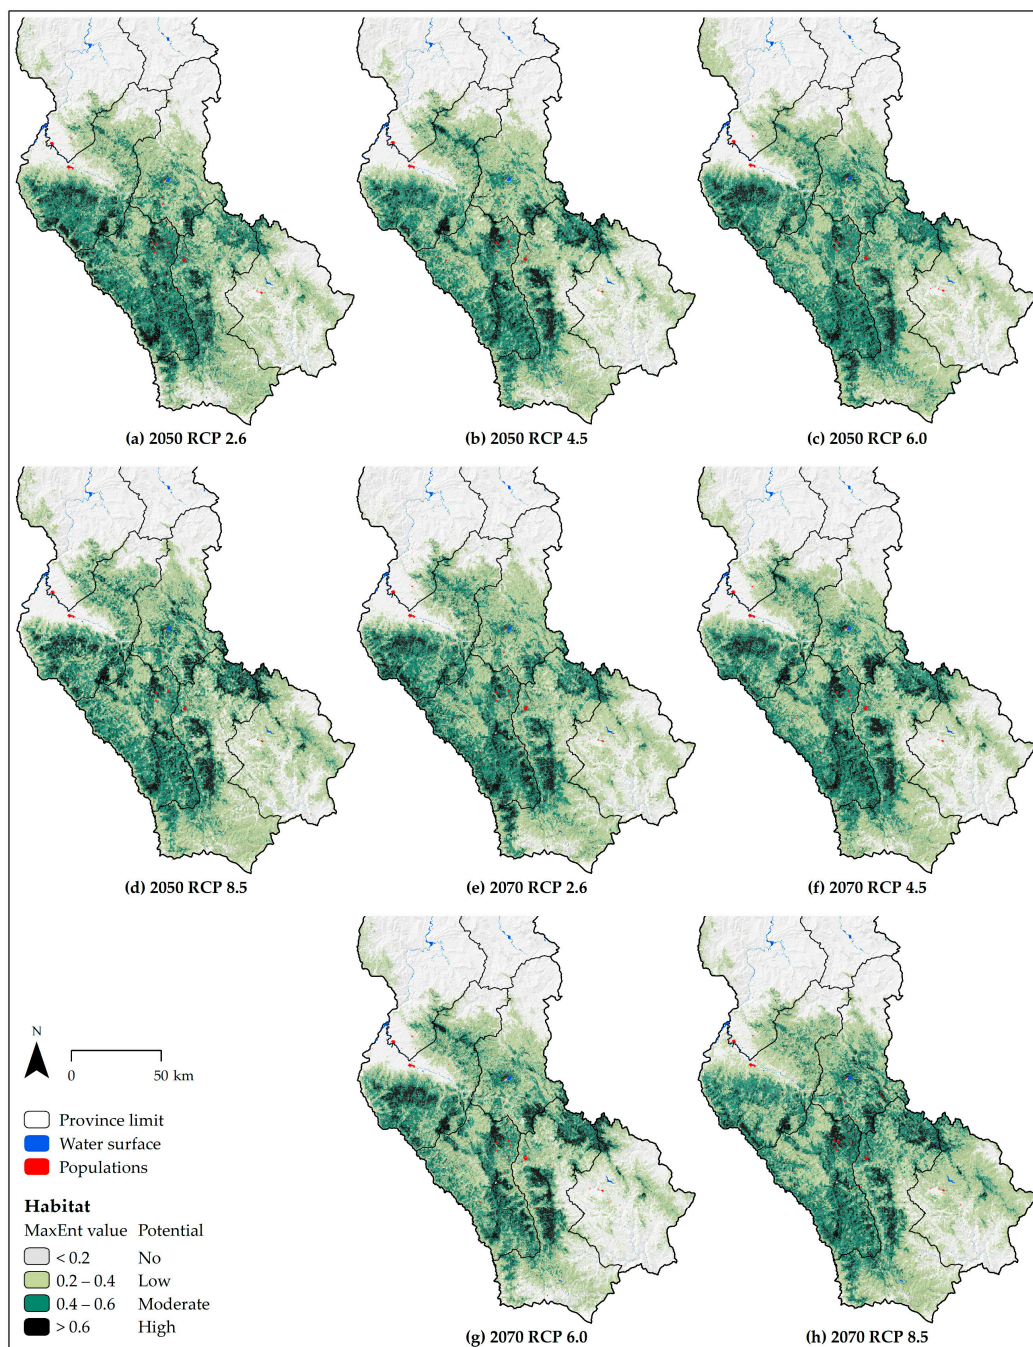 (a) 2050 RCP 2.6
(b) 2050 RCP 4.5
(c) 2050 RCP 6.0
(d) 2050 RCP 8.5
(e) 2070 RCP 2.6
(f) 2070 RCP 4.5
N
0 50 km
Province limit
Water surface
Populations
Habitat
MaxEnt value Potential
< 0.2 No
0.2 – 0.4 Low
0.4 – 0.6 Moderate
> 0.6 High
(g) 2070 RCP 6.0
(h) 2070 RCP 8.5